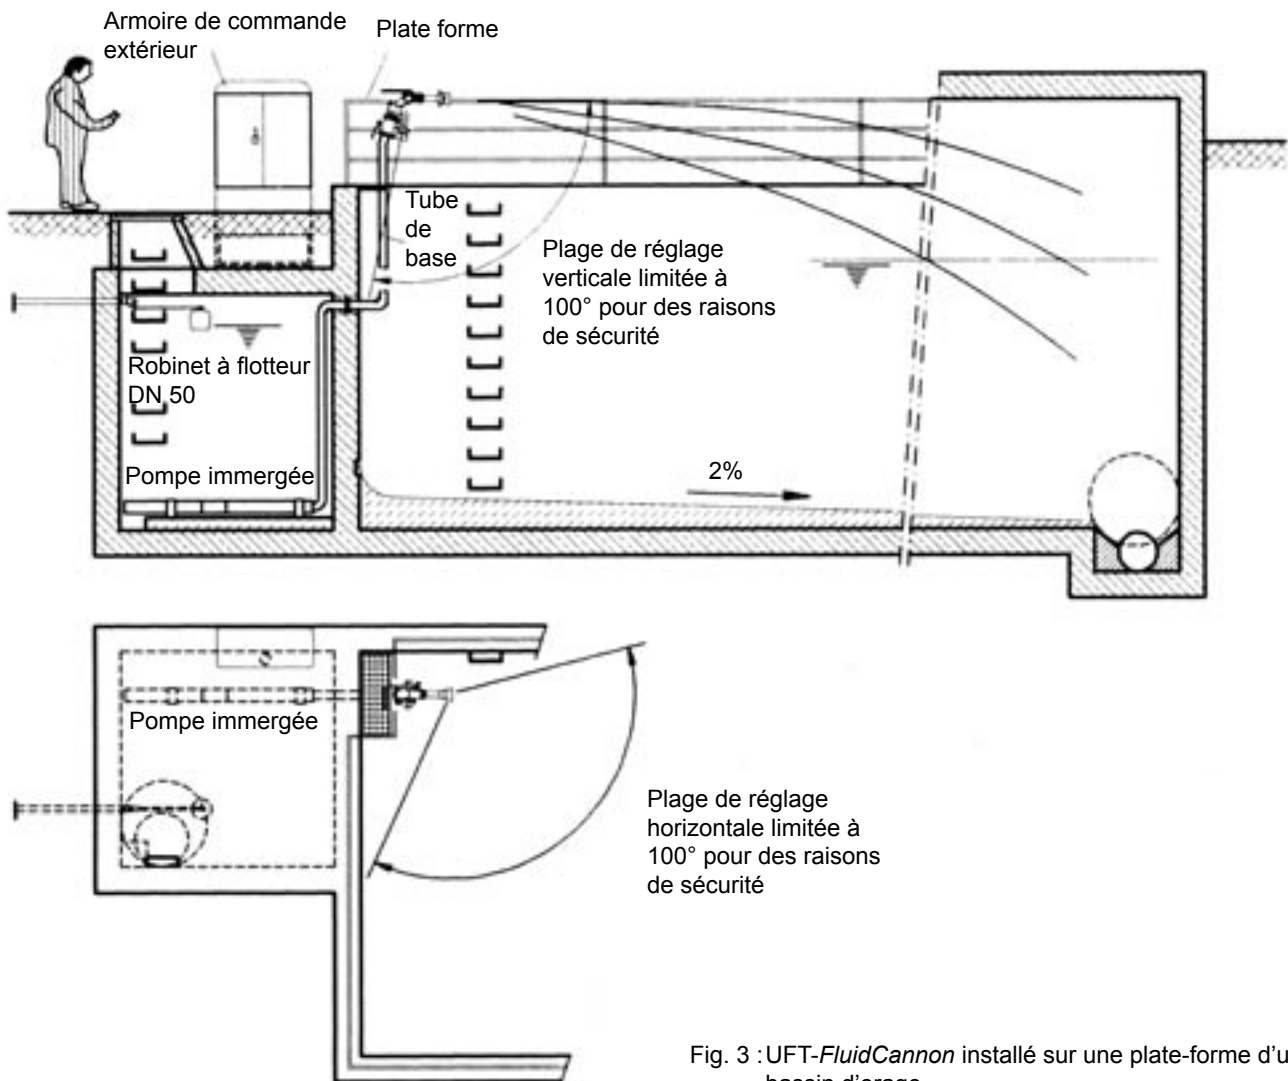 Armoire de commande
extérieur
Plate forme
Tube
de
base
Plage de réglage
verticale limitée à
100° pour des raisons
de sécurité
Robinet à flotteur
DN 50
Pompe immergée
2%
Pompe immergée
Plage de réglage
horizontale limitée à
100° pour des raisons
de sécurité
Fig. 3 : UFT-FluidCannon installé sur une plate-forme d'u
bassin d'orage